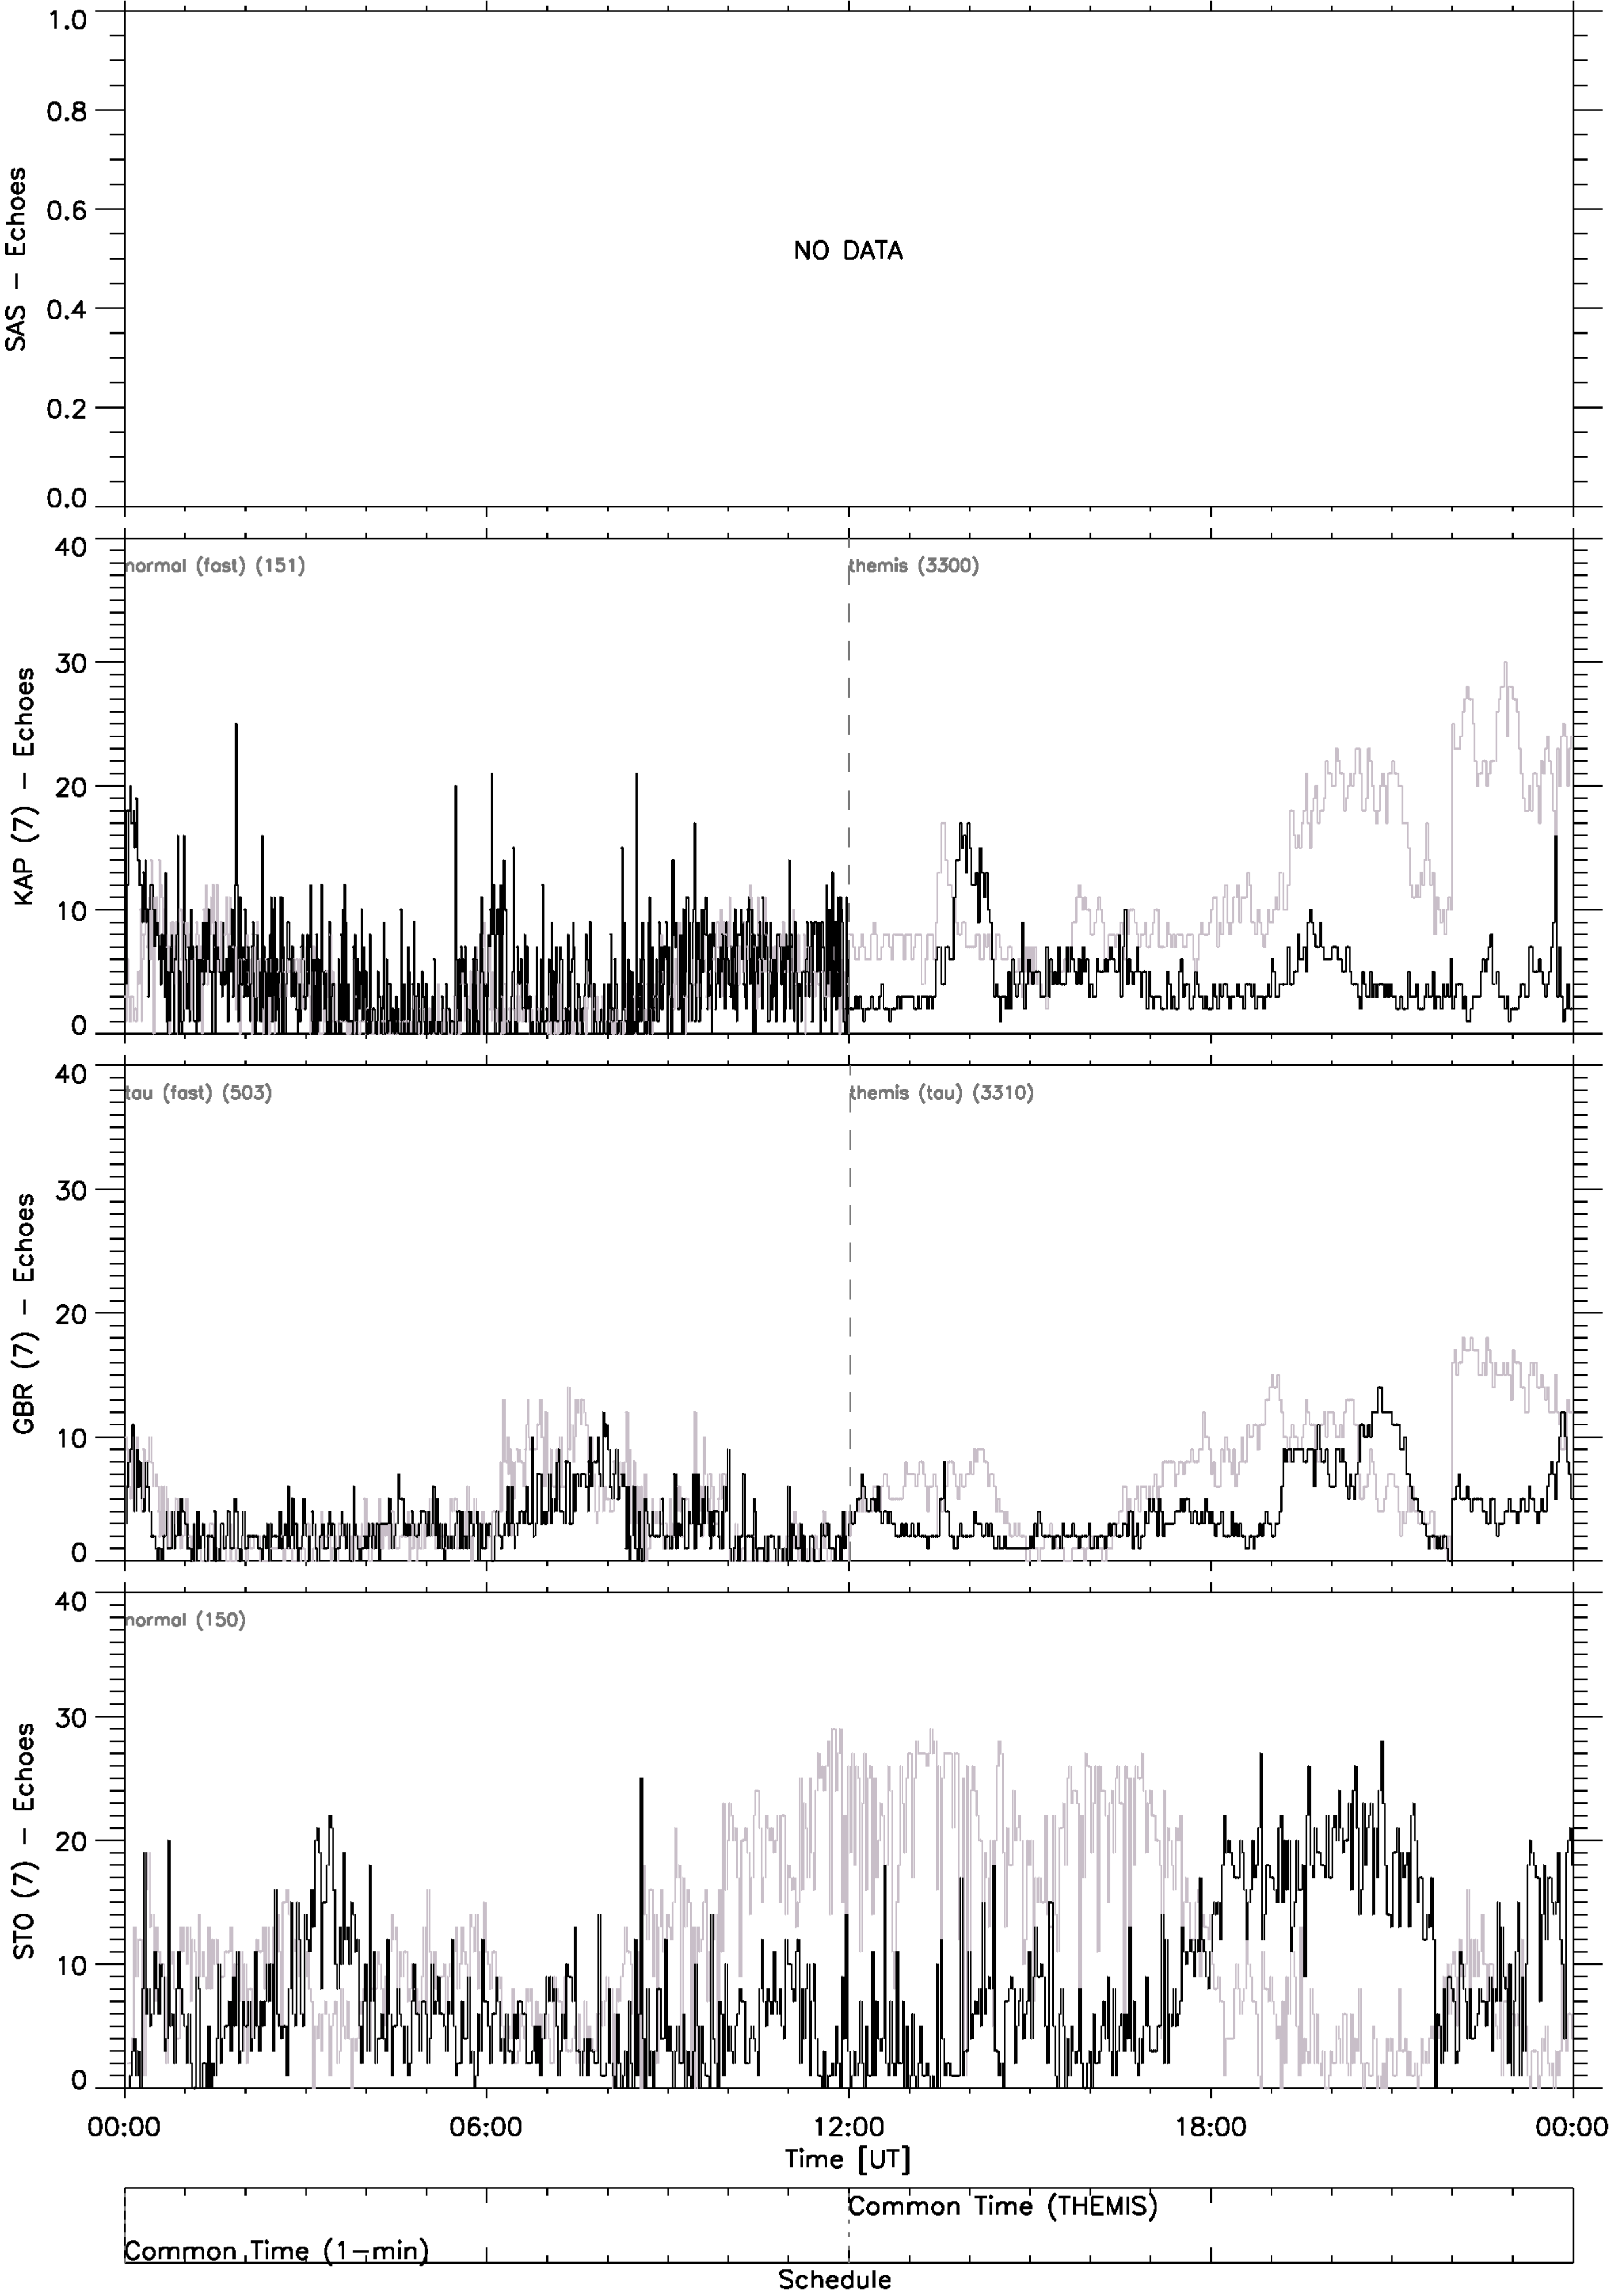 1.0
0.8
0.6
0.4
0.2
0.0
SAS - Echoes
NO DATA
40
30
20
10
0
KAP (7) - Echoes
normal (fast) (151)
themis (3300)
40
30
20
10
0
GBR (7) - Echoes
tau (fast) (503)
themis (tau) (3310)
40
30
20
10
0
STO (7) - Echoes
normal (150)
00:00 06:00 12:00 18:00 00:00
Time [UT]
Common Time (THEMIS)
Common Time (1-min)
Schedule